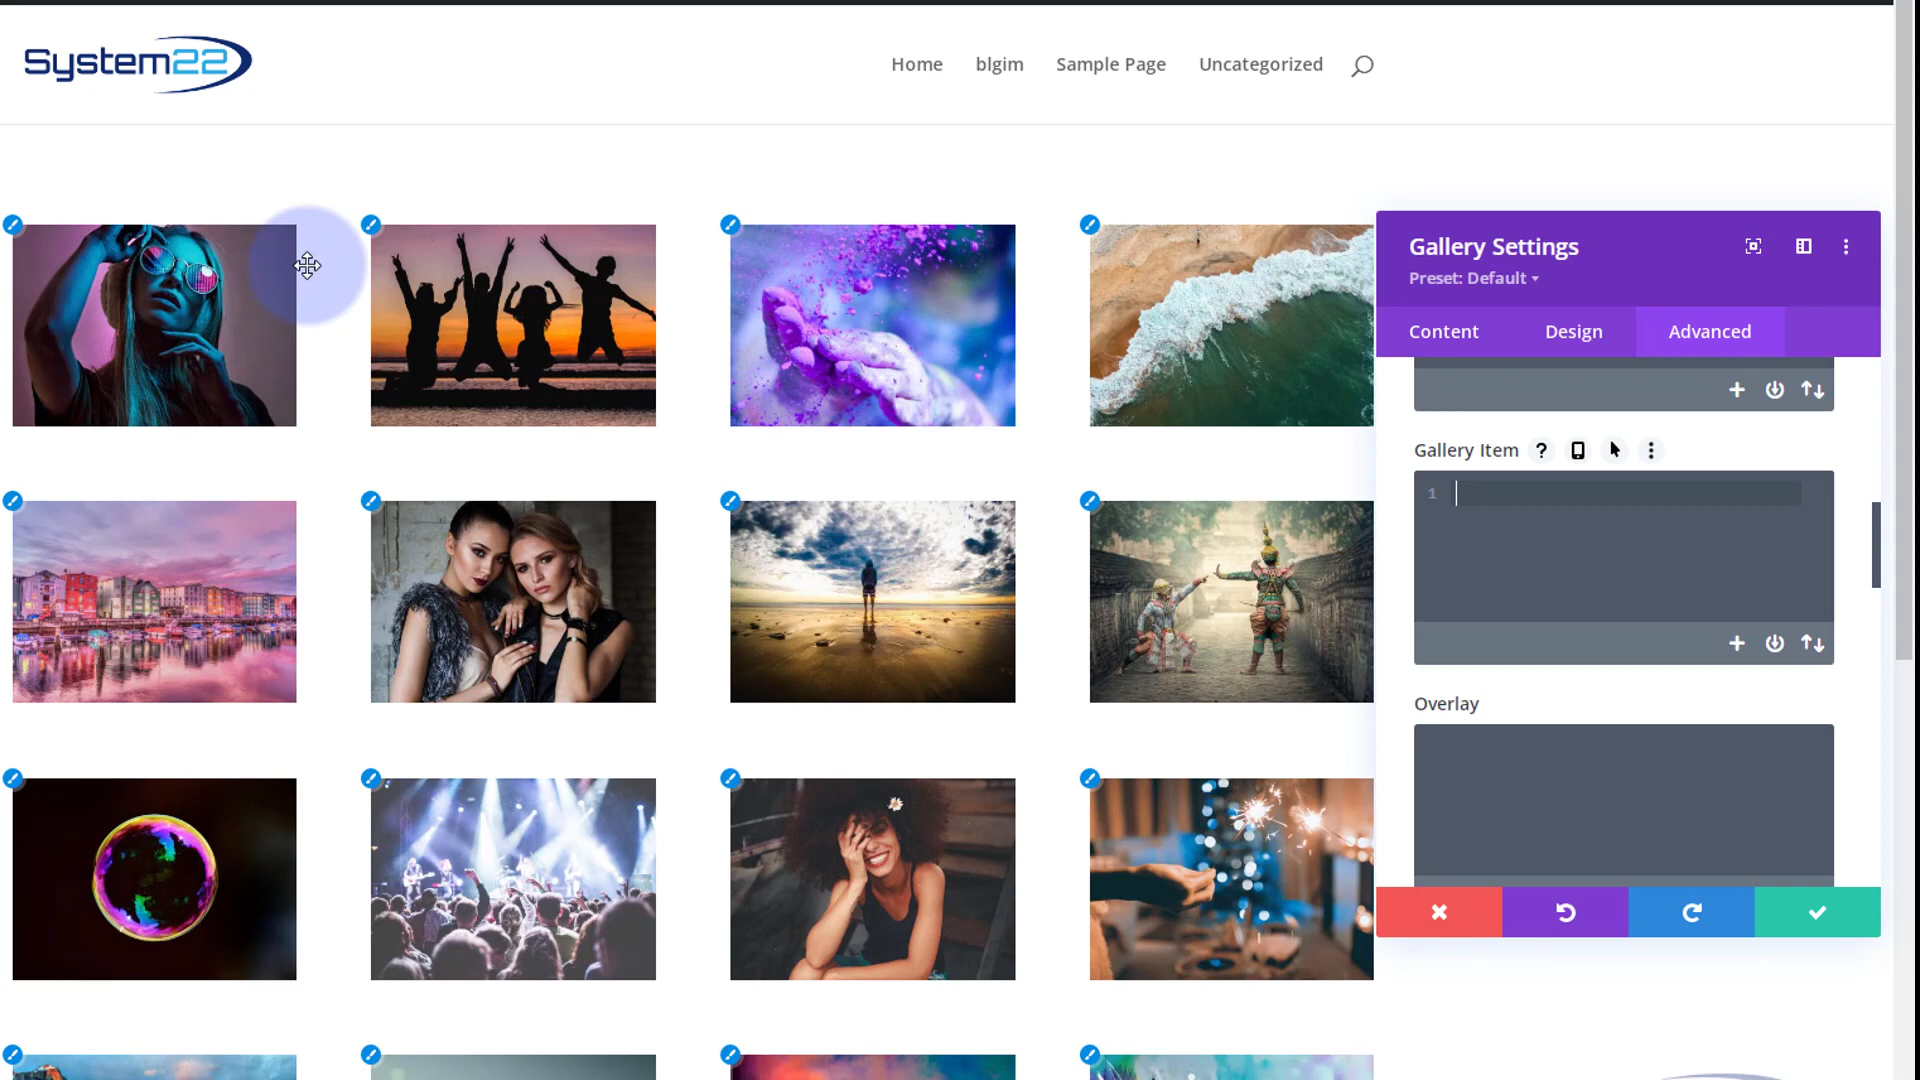 System22
Home blgim Sample Page Uncategorized
Gallery Settings
Preset: Default
Content Design Advanced
Gallery Item ?
1
Overlay